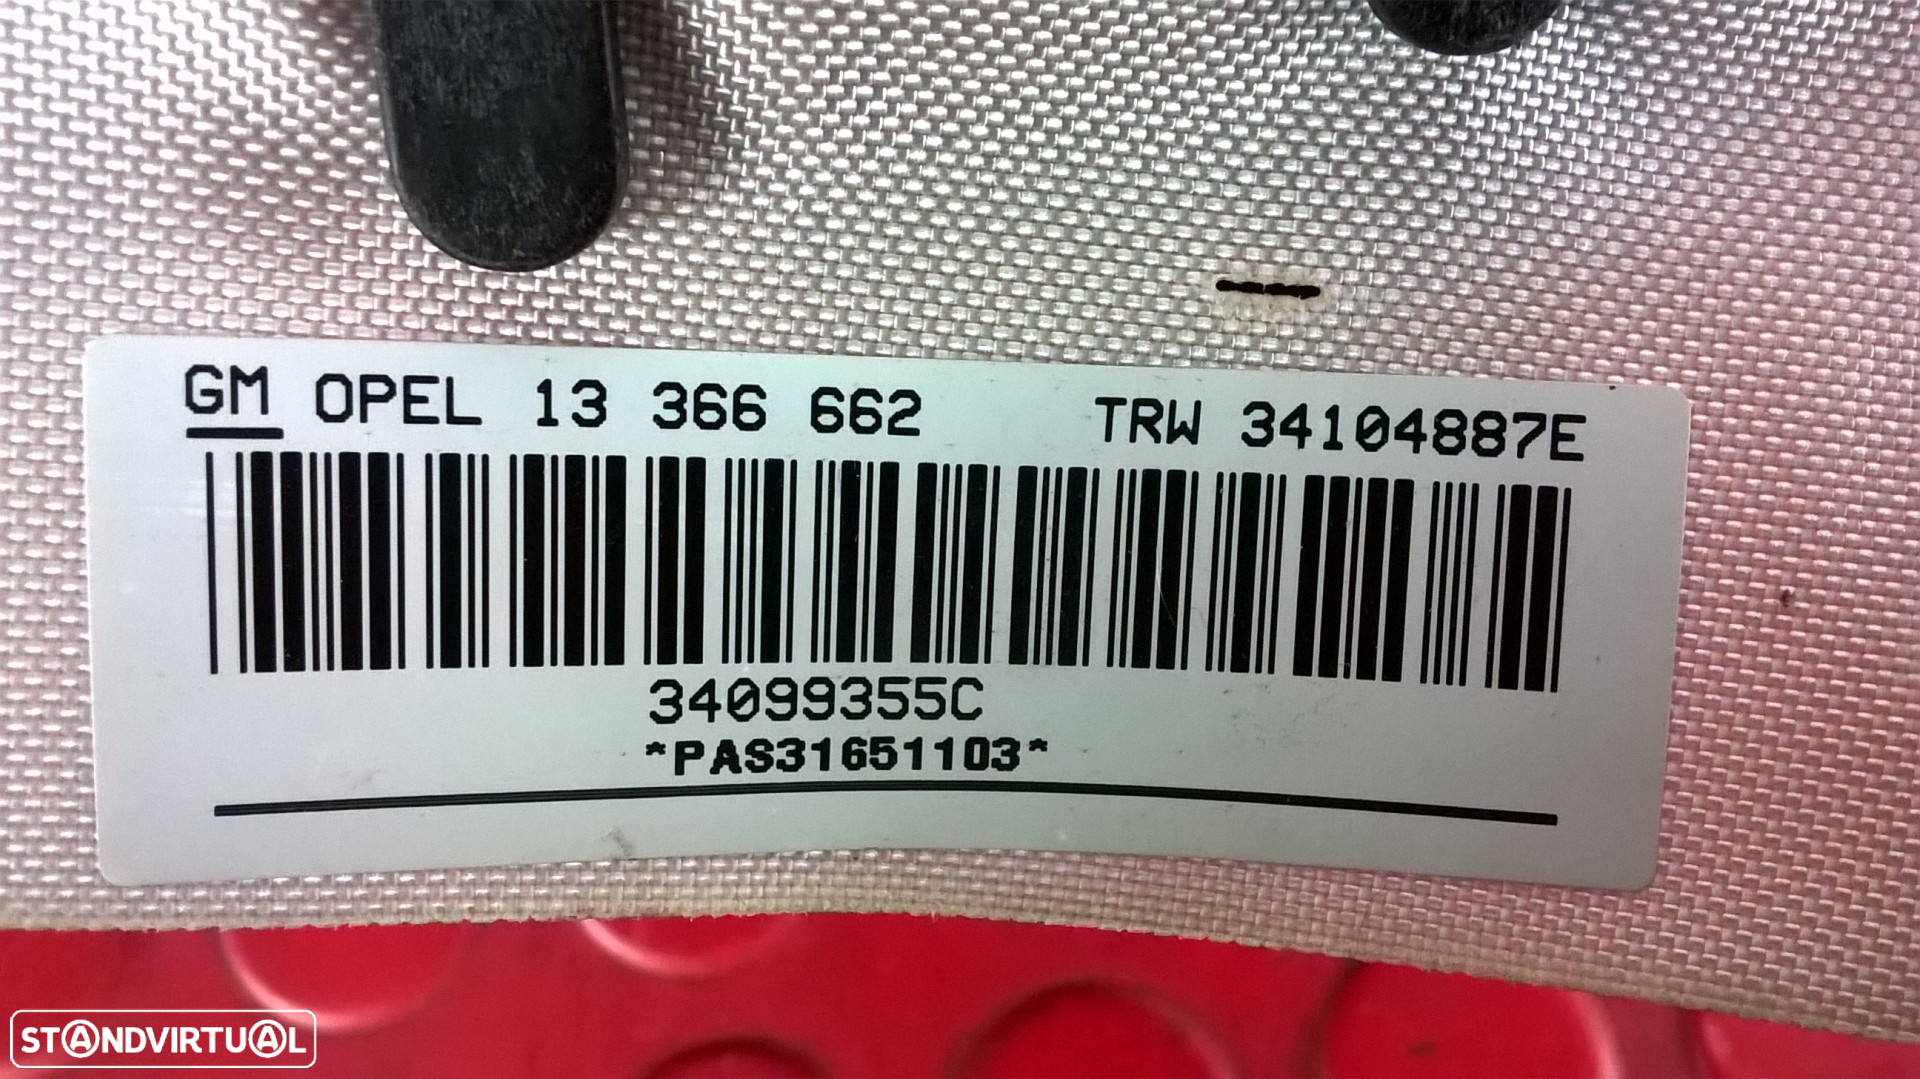 GM OPEL 13 366 662 TRW 34104887E
34099355C
*PAS31651103*
STANDVIRTUAL